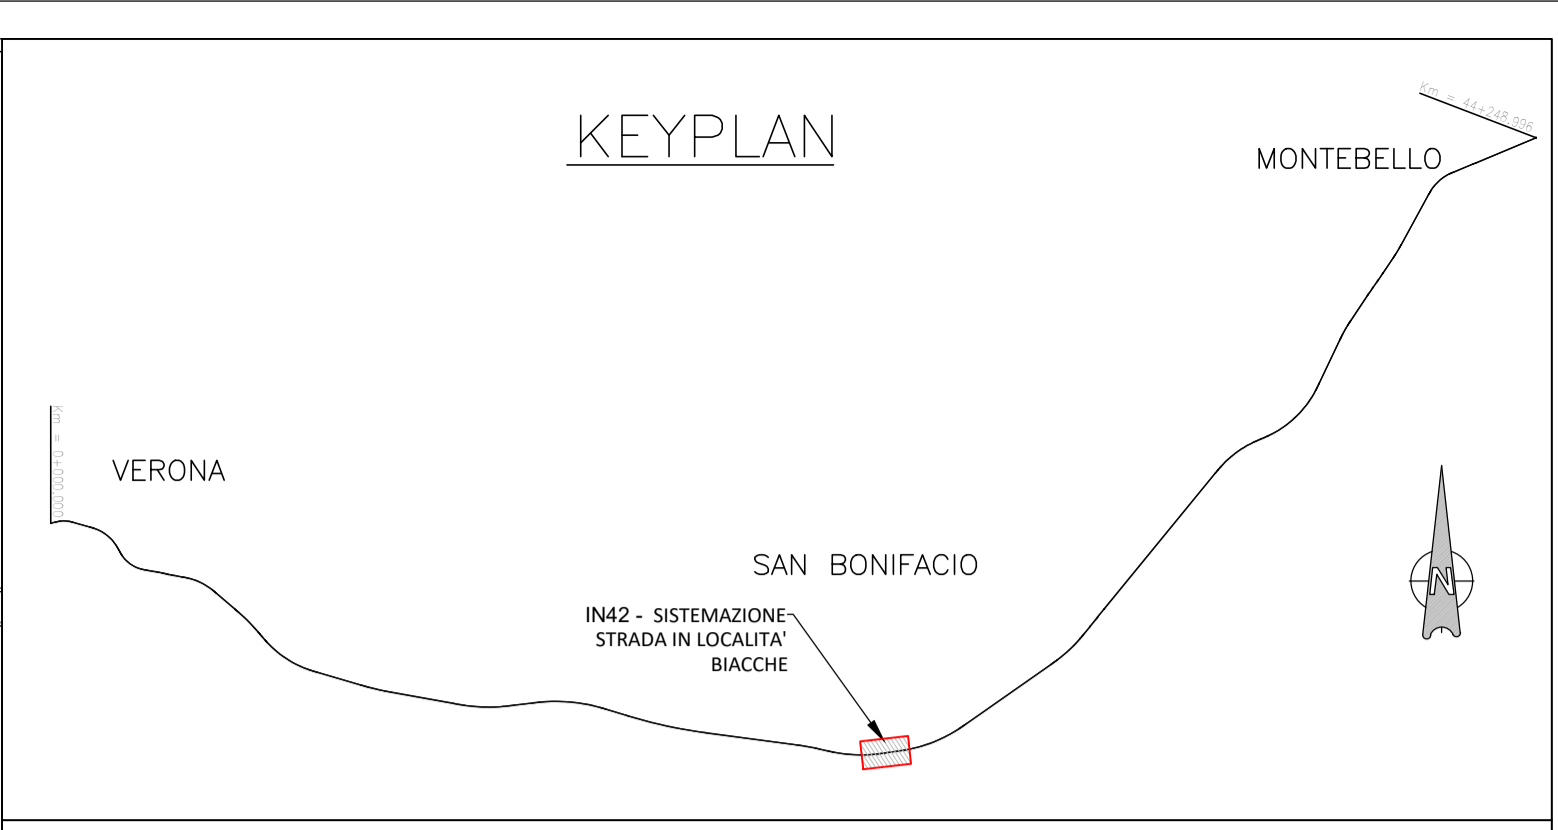 KEYPLAN
Km = 44+248.996
MONTEBELLO
Km = 0+000.000
VERONA
SAN BONIFACIO
IN42 - SISTEMAZIONE
STRADA IN LOCALITA'
BIACCHE
N